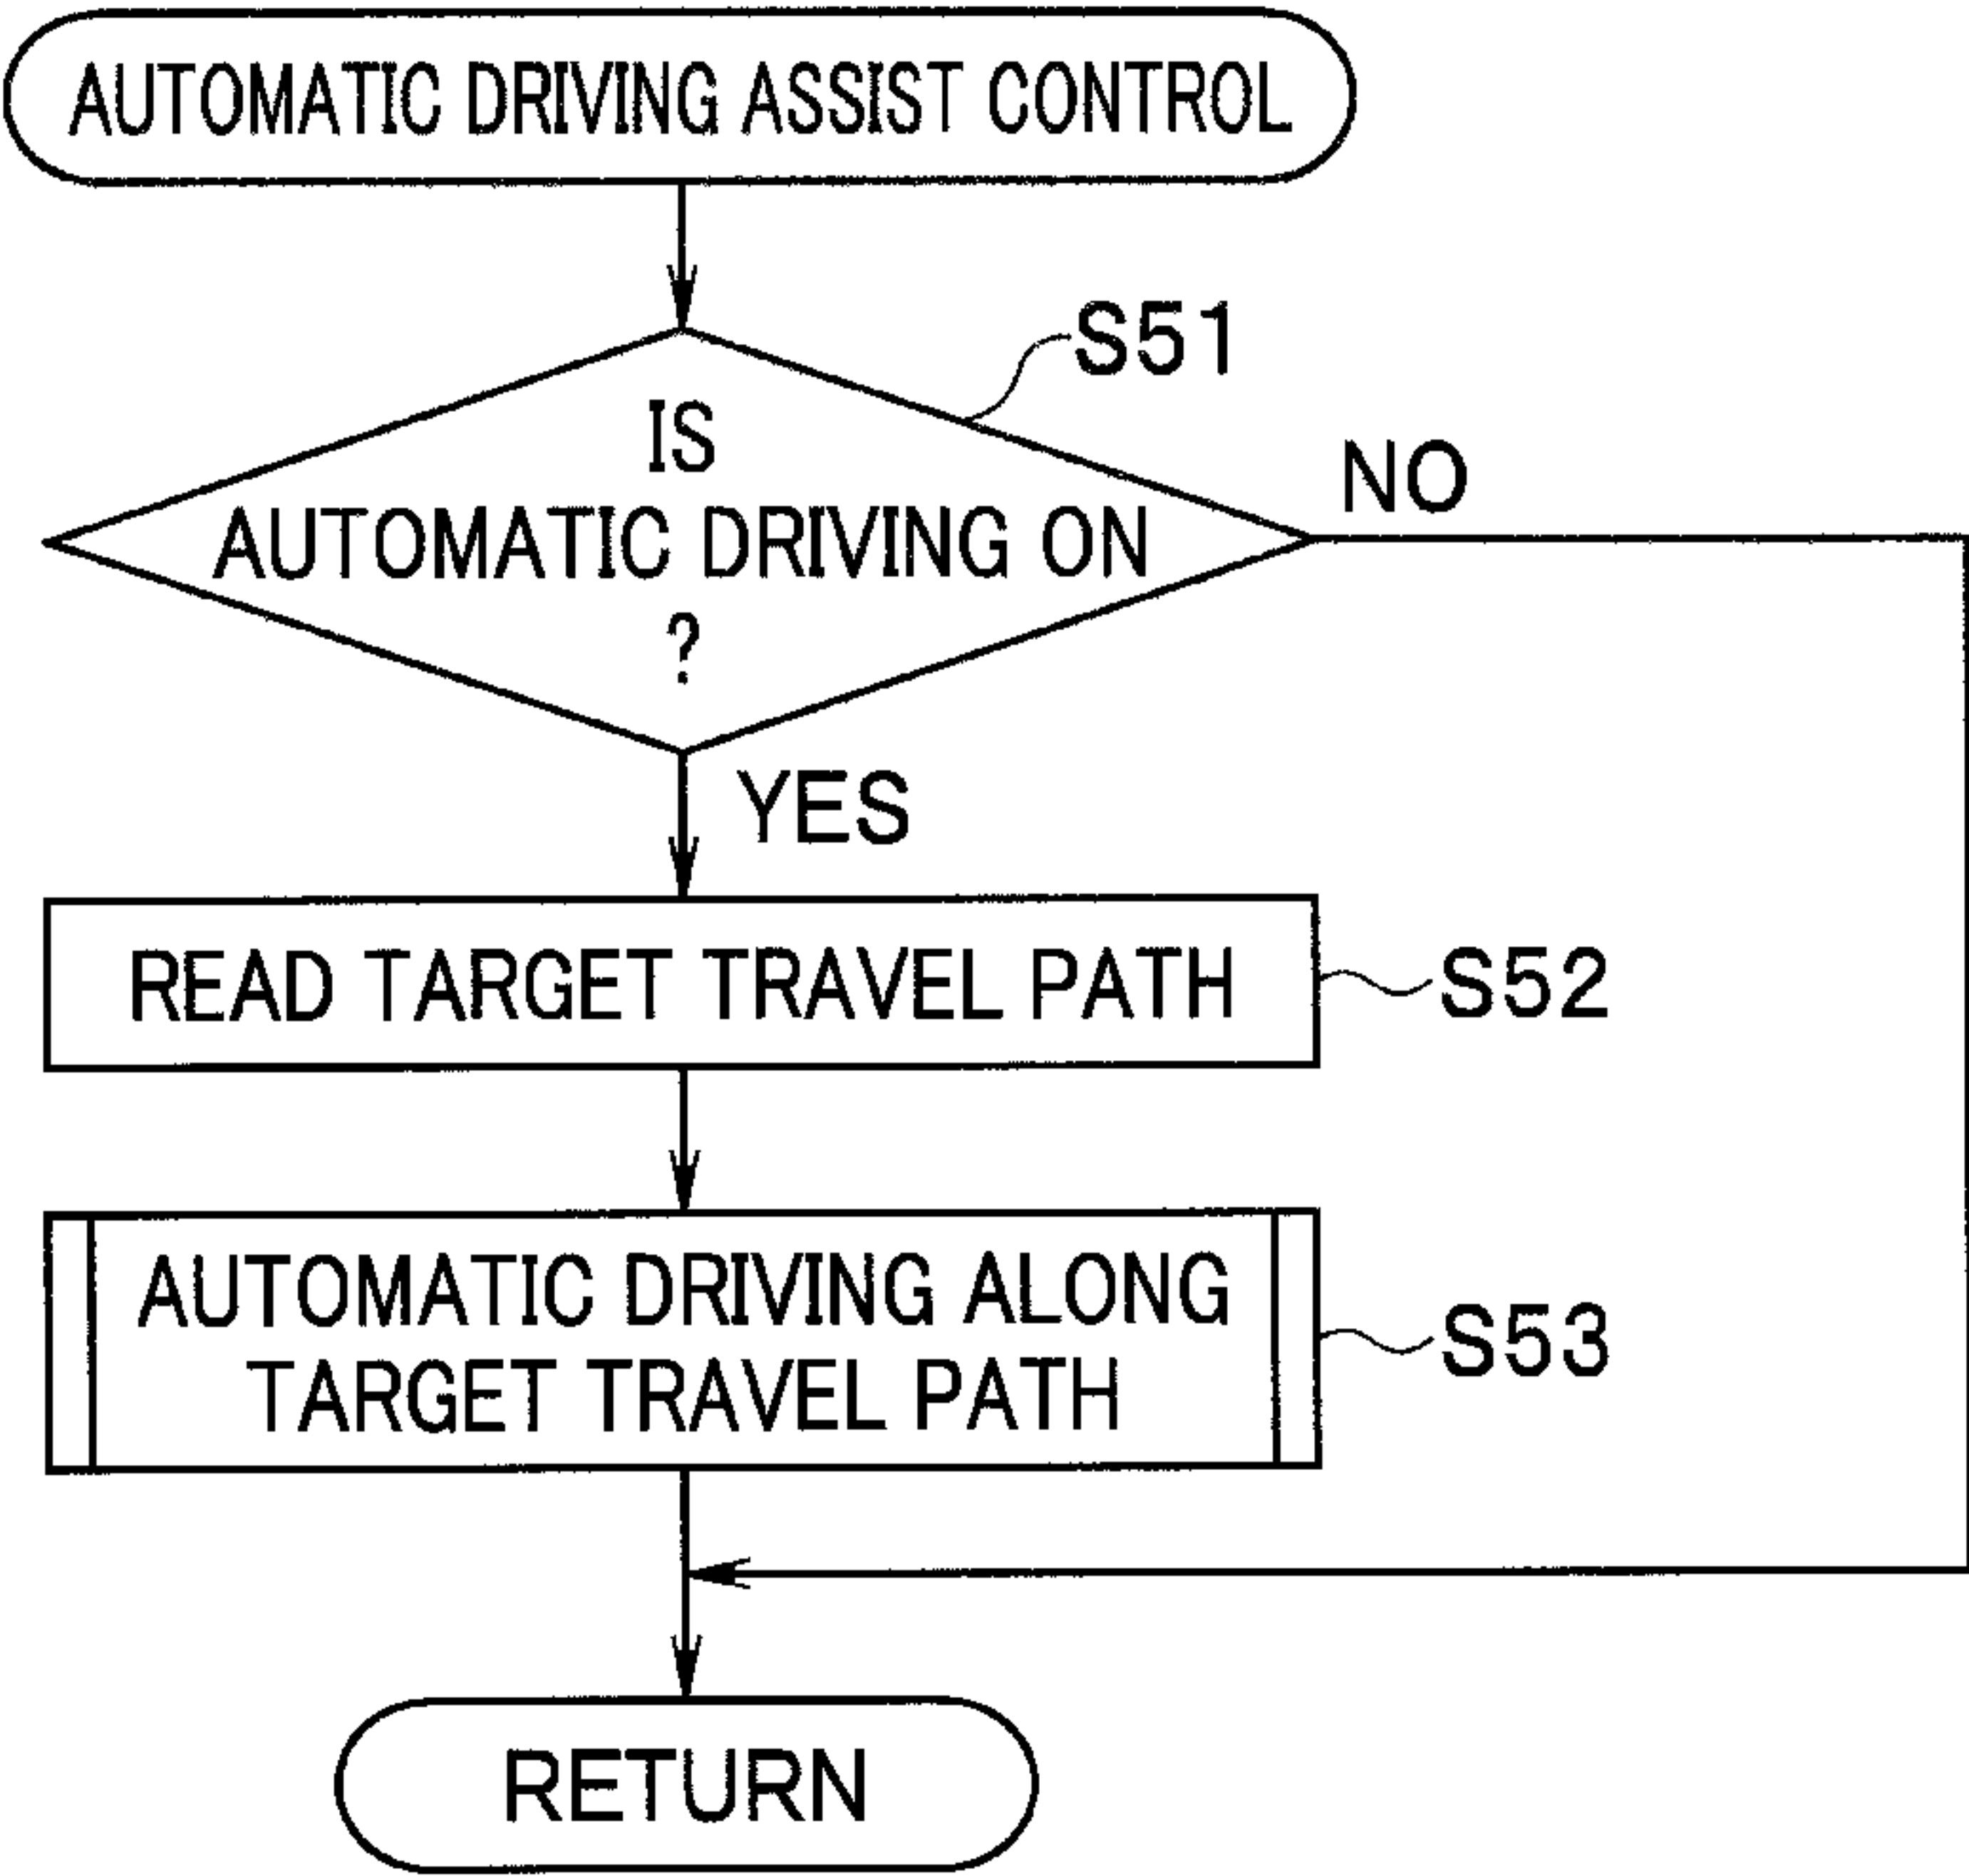 AUTOMATIC DRIVING ASSIST CONTROL
S51
IS
AUTOMATIC DRIVING ON
?
NO
YES
READ TARGET TRAVEL PATH
S52
AUTOMATIC DRIVING ALONG
TARGET TRAVEL PATH
S53
RETURN